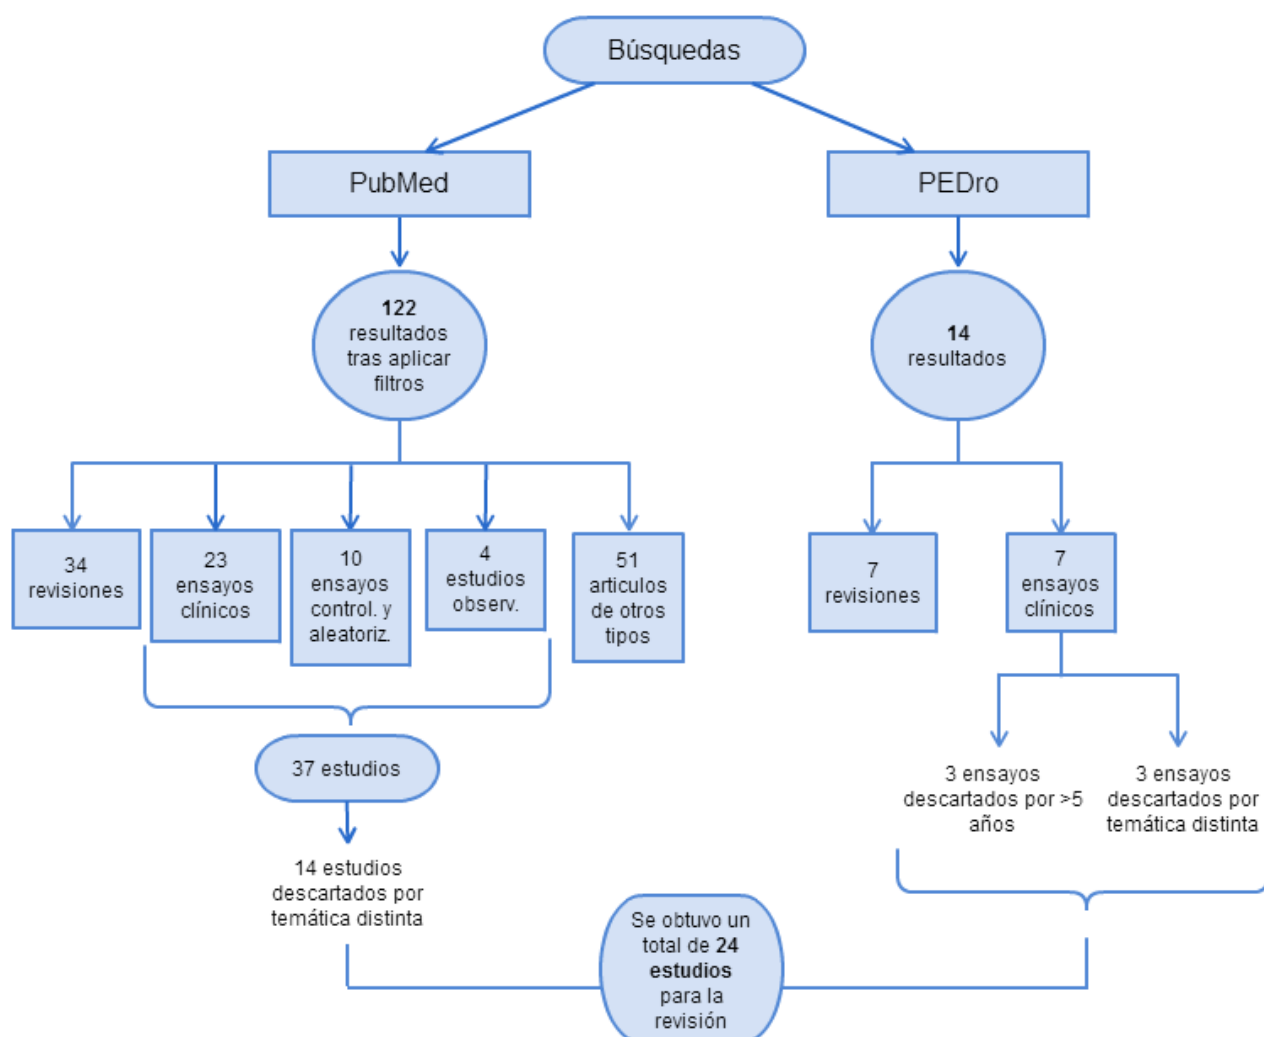 Búsquedas
PubMed
PEDro
122
resultados
tras aplicar
filtros
14
resultados
34
revisiones
23
ensayos
clínicos
10
ensayos
control. y
aleatoriz.
4
estudios
observ.
51
articulos
de otros
tipos
7
revisiones
7
ensayos
clínicos
37 estudios
3 ensayos
descartados por >5
años
3 ensayos
descartados por
temática distinta
14 estudios
descartados por
temática distinta
Se obtuvo un
total de 24
estudios
para la
revisión